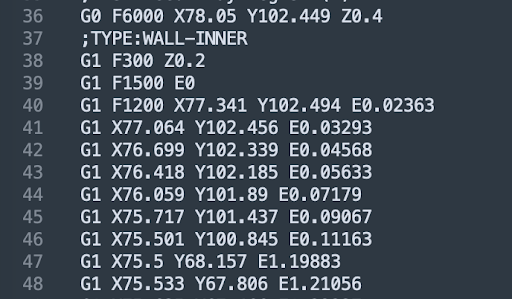 36 G0 F6000 X78.05 Y102.449 Z0.4
37 ;TYPE:WALL-INNER
38 G1 F300 Z0.2
39 G1 F1500 E0
40 G1 F1200 X77.341 Y102.494 E0.02363
41 G1 X77.064 Y102.456 E0.03293
42 G1 X76.699 Y102.339 E0.04568
43 G1 X76.418 Y102.185 E0.05633
44 G1 X76.059 Y101.89 E0.07179
45 G1 X75.717 Y101.437 E0.09067
46 G1 X75.501 Y100.845 E0.11163
47 G1 X75.5 Y68.157 E1.19883
48 G1 X75.533 Y67.806 E1.21056